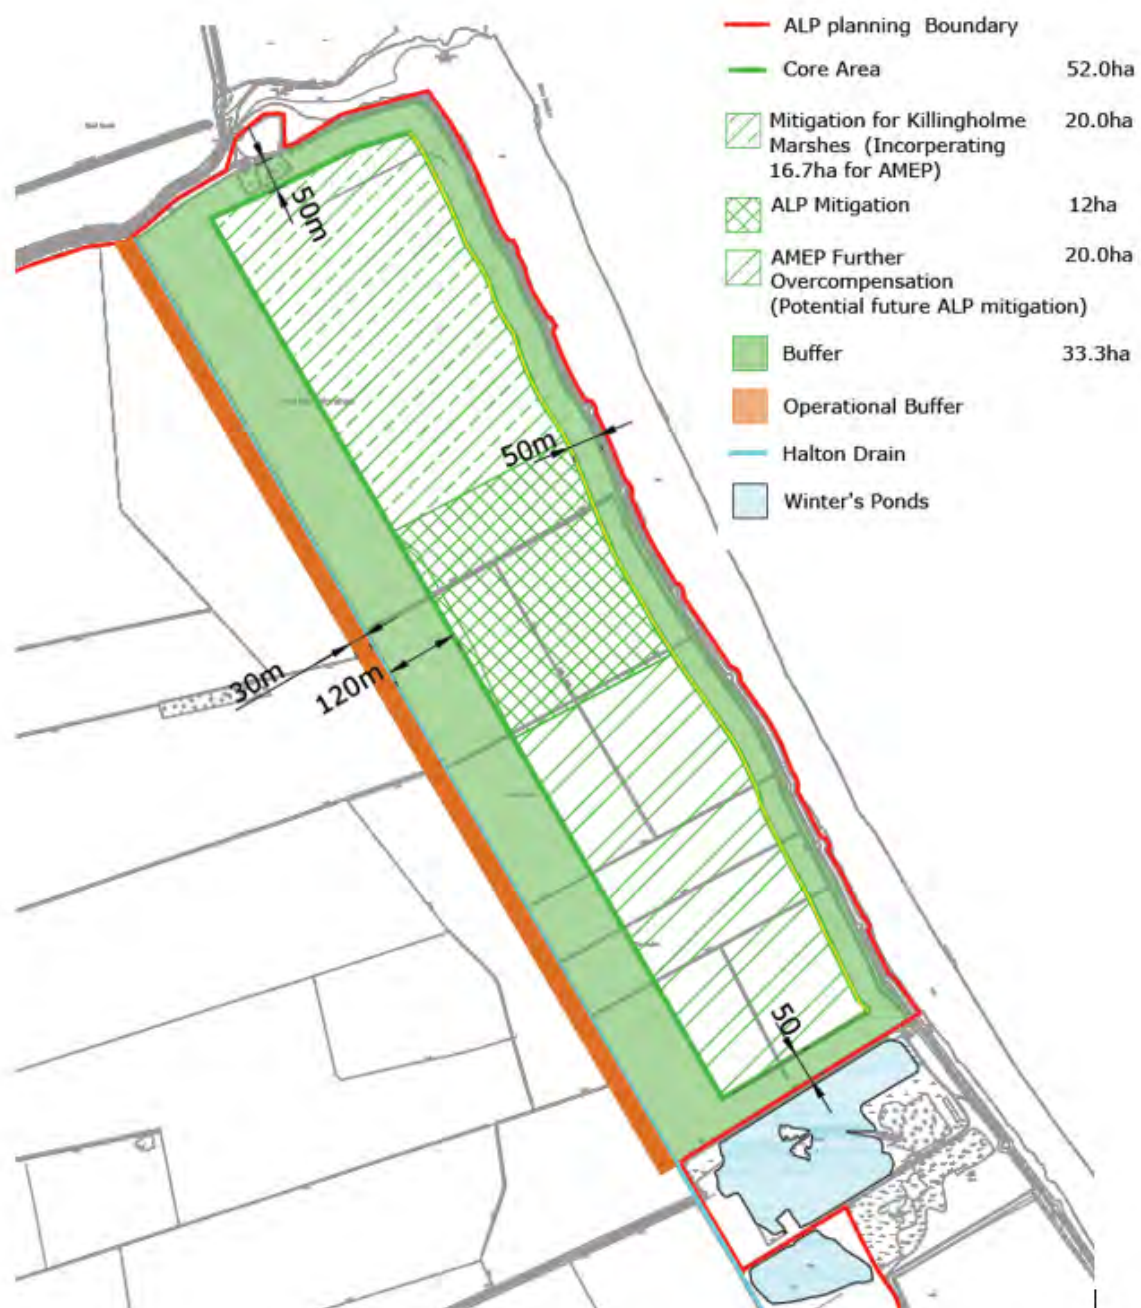 ALP planning Boundary
Core Area 52.0ha
Mitigation for Killingholme 20.0ha
Marshes (Incorperating
16.7ha for AMEP)
ALP Mitigation 12ha
AMEP Further 20.0ha
Overcompensation
(Potential future ALP mitigation)
Buffer 33.3ha
Operational Buffer
Halton Drain
Winter's Ponds
50m
50m
30m
120m
50